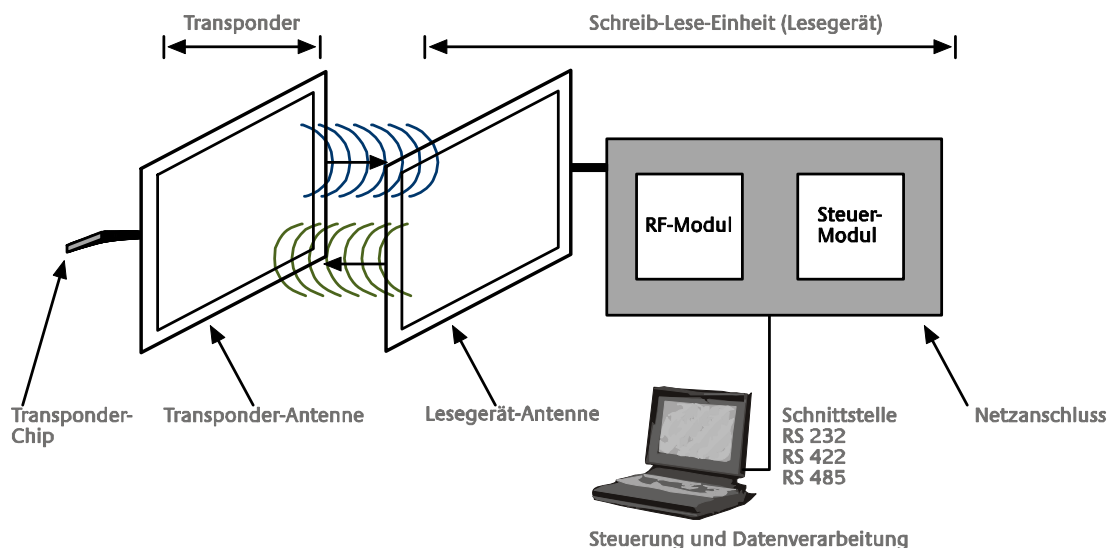 Transponder
Schreib-Lese-Einheit (Lesegerät)
RF-Modul
Steuer-
Modul
Transponder-
Chip
Transponder-Antenne
Lesegerät-Antenne
Schnittstelle
RS 232
RS 422
RS 485
Netzanschluss
Steuerung und Datenverarbeitung